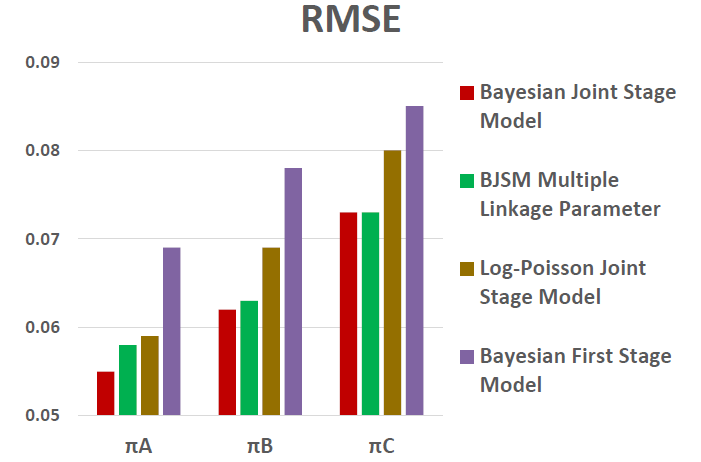 RMSE
0.09
0.08
0.07
0.06
0.05
πA
πB
πC
Bayesian Joint Stage
Model
BJSM Multiple
Linkage Parameter
Log-Poisson Joint
Stage Model
Bayesian First Stage
Model